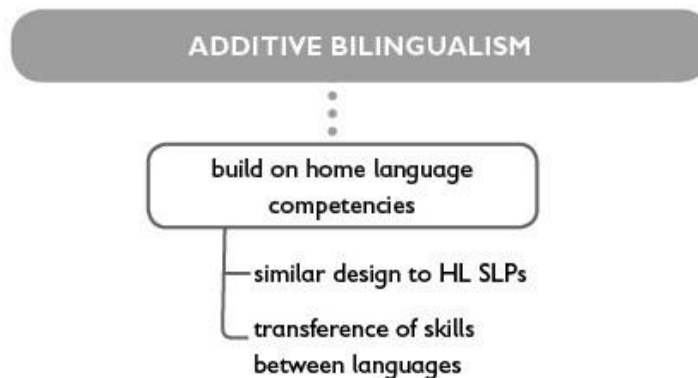 ADDITIVE BILINGUALISM
build on home language
competencies
similar design to HL SLPs
transference of skills
between languages